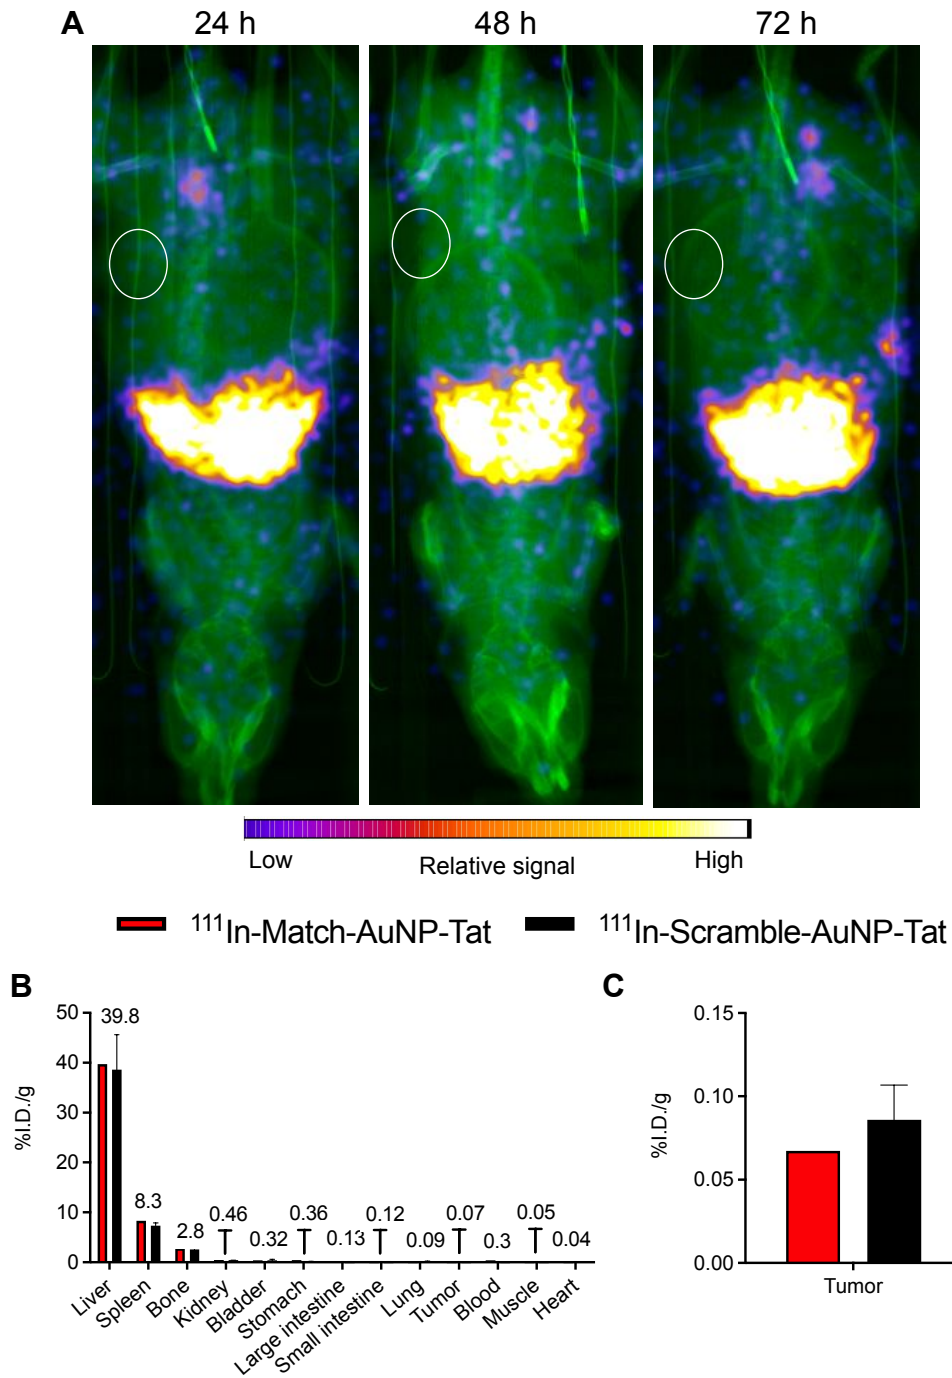 A
24 h 48 h 72 h
Low Relative signal High
¹¹¹In-Match-AuNP-Tat ¹¹¹In-Scramble-AuNP-Tat
B
C
%I.D./g
50
40
30
20
10
0
39.8
8.3
2.8
0.46
0.32
0.36
0.13
0.12
0.09
0.07
0.3
0.05
0.04
Liver
Spleen
Bone
Kidney
Bladder
Stomach
Large intestine
Small intestine
Lung
Tumor
Blood
Muscle
Heart
%I.D./g
0.15
0.10
0.05
0.00
Tumor